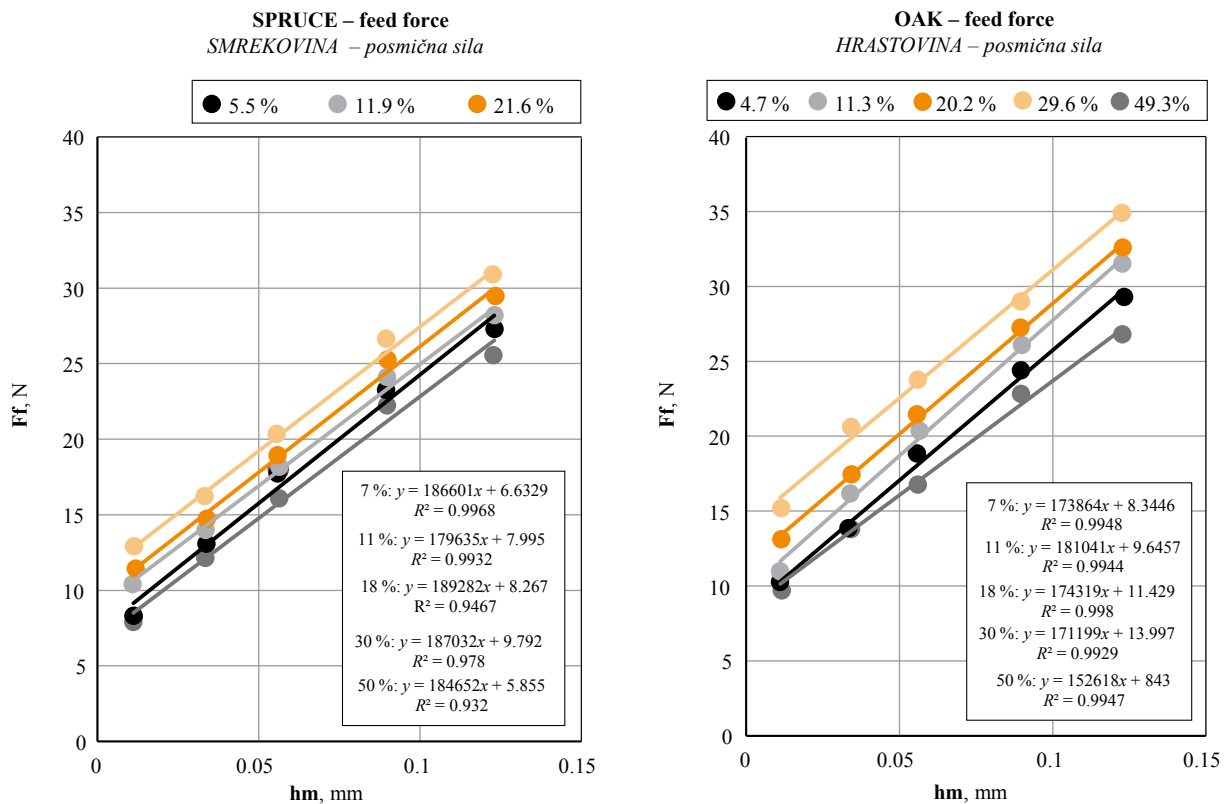 SPRUCE – feed force
SMREKOVINA – posmična sila
5.5 % 11.9 % 21.6 %
40
35
30
25
20
15
10
5
0
Ff, N
7 %: y = 186601x + 6.6329
R² = 0.9968
11 %: y = 179635x + 7.995
R² = 0.9932
18 %: y = 189282x + 8.267
R² = 0.9467
30 %: y = 187032x + 9.792
R² = 0.978
50 %: y = 184652x + 5.855
R² = 0.932
0 0.05 0.1 0.15
hm, mm
OAK – feed force
HRASTOVINA – posmična sila
4.7 % 11.3 % 20.2 % 29.6 % 49.3%
40
35
30
25
20
15
10
5
0
Ff, N
7 %: y = 173864x + 8.3446
R² = 0.9948
11 %: y = 181041x + 9.6457
R² = 0.9944
18 %: y = 174319x + 11.429
R² = 0.998
30 %: y = 171199x + 13.997
R² = 0.9929
50 %: y = 152618x + 843
R² = 0.9947
0 0.05 0.1 0.15
hm, mm